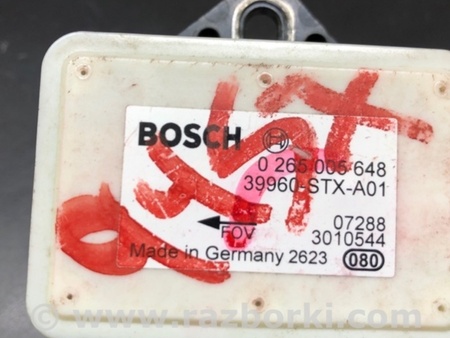 BOSCH
0 265 005 648
39960-STX-A01
FOV
07288
3010544
Made in Germany 2623
080
www.razborki.com